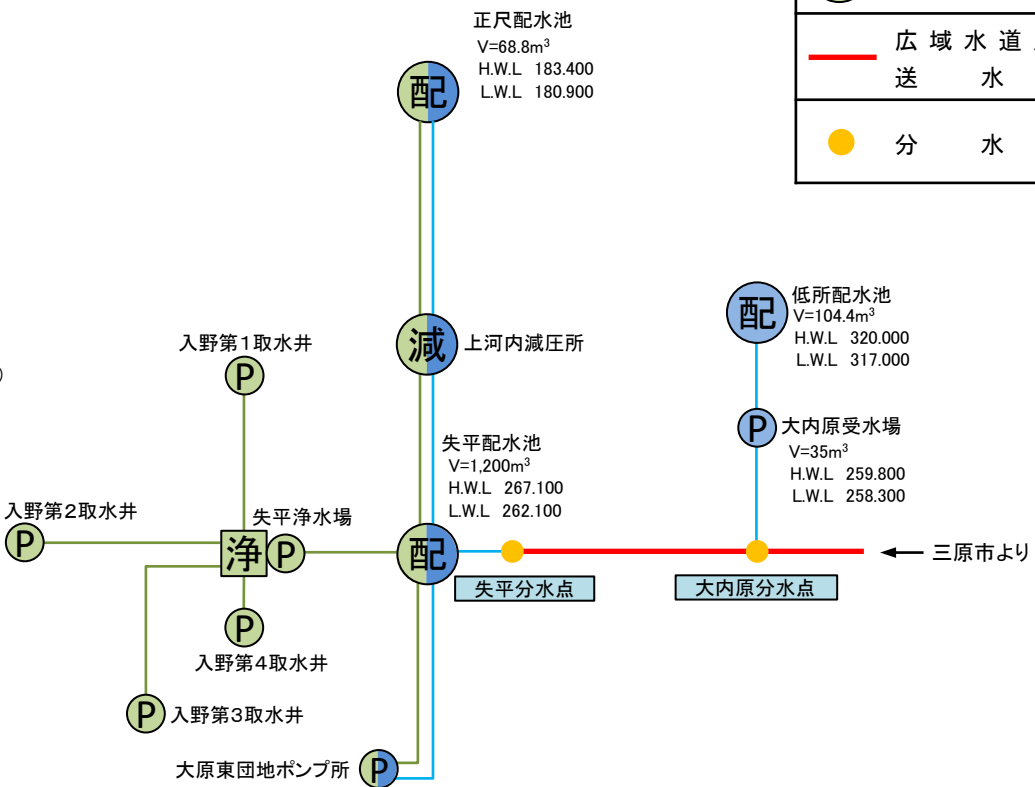 正尺配水池
V=68.8m³
H.W.L 183.400
L.W.L 180.900
配
広域水道
送 水
分 水
減
上河内減圧所
配
低所配水池
V=104.4m³
H.W.L 320.000
L.W.L 317.000
入野第1取水井
P
)
P
大内原受水場
V=35m³
H.W.L 259.800
L.W.L 258.300
失平配水池
V=1,200m³
H.W.L 267.100
L.W.L 262.100
入野第2取水井
P
失平浄水場
浄
P
配
三原市より
失平分水点
大内原分水点
P
入野第4取水井
P
入野第3取水井
大原東団地ポンプ所
P